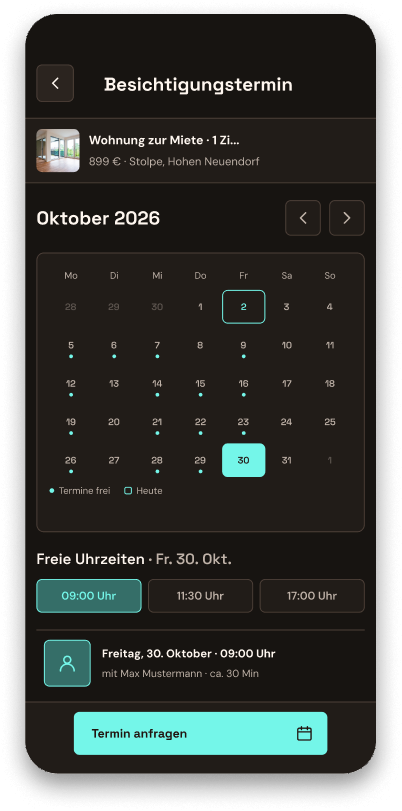 Besichtigungstermin
Wohnung zur Miete · 1 Zi...
899 € · Stolpe, Hohen Neuendorf
Oktober 2026
Mo Di Mi Do Fr Sa So
28 29 30 1 2 3 4
5 6 7 8 9 10 11
12 13 14 15 16 17 18
19 20 21 22 23 24 25
26 27 28 29 30 31 1
Termine frei Heute
Freie Uhrzeiten · Fr. 30. Okt.
09:00 Uhr 11:30 Uhr 17:00 Uhr
Freitag, 30. Oktober · 09:00 Uhr
mit Max Mustermann · ca. 30 Min
Termin anfragen